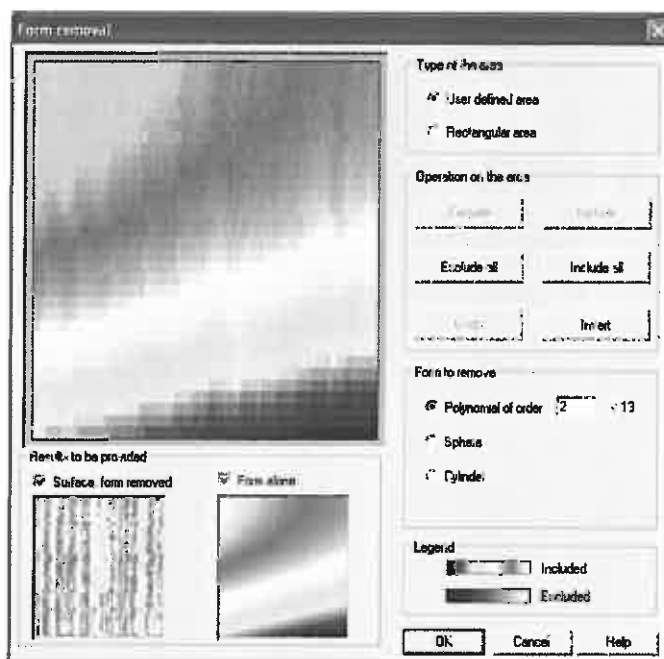 Form removal
Type of the area
User defined area
Rectangular area
Operation on the area
Exclude all
Include all
Invert
Form to remove
Polynomial of order 2 < 13
Sphere
Cylinder
Results to be provided
Surface, form removed
Form alone
Legend
Included
Excluded
OK Cancel Help